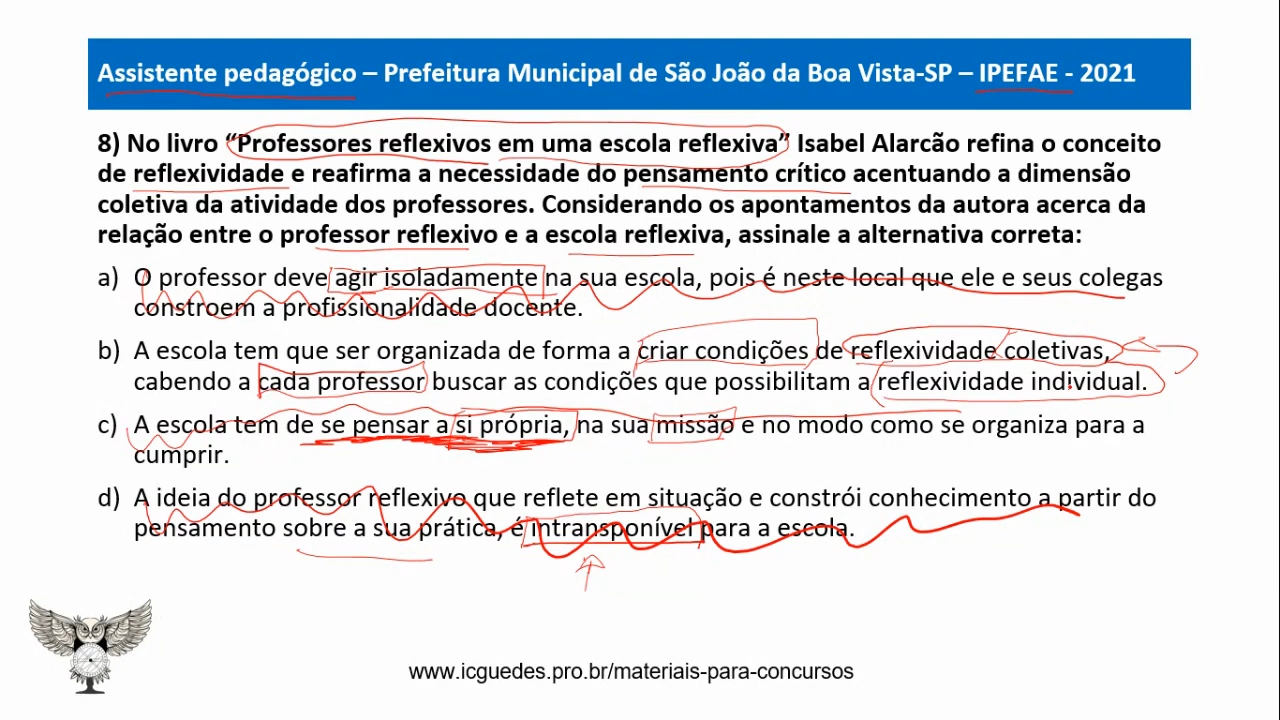 Assistente pedagógico – Prefeitura Municipal de São João da Boa Vista-SP – IPEFAE - 2021
8) No livro “Professores reflexivos em uma escola reflexiva” Isabel Alarcão refina o conceito
de reflexividade e reafirma a necessidade do pensamento crítico acentuando a dimensão
coletiva da atividade dos professores. Considerando os apontamentos da autora acerca da
relação entre o professor reflexivo e a escola reflexiva, assinale a alternativa correta:
a) O professor deve agir isoladamente na sua escola, pois é neste local que ele e seus colegas
constroem a profissionalidade docente.
b) A escola tem que ser organizada de forma a criar condições de reflexividade coletivas,
cabendo a cada professor buscar as condições que possibilitam a reflexividade individual.
c) A escola tem de se pensar a si própria, na sua missão e no modo como se organiza para a
cumprir.
d) A ideia do professor reflexivo que reflete em situação e constrói conhecimento a partir do
pensamento sobre a sua prática, é intransponível para a escola.
www.icguedes.pro.br/materiais-para-concursos